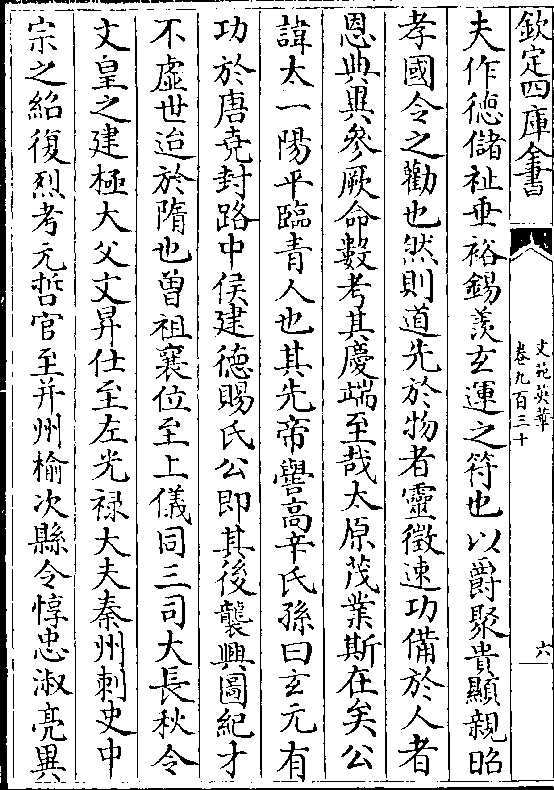 欽定四庫全書
文苑英華
卷九百三十
六
夫作徳儲祉垂裕錫羨玄運之符也以爵聚貴顯親昭
孝國令之勸也然則道先於物者靈徵速功備於人者
恩典異參厥命數考其慶端至哉太原茂業斯在矣公
諱大一陽平臨青人也其先帝嚳高辛氏孫曰玄元有
功於唐堯封路中侯建徳賜氏公即其後襲興圖紀才
不虛世迨於隋也曽祖襄位至上儀同三司大長秋令
文皇之建極大父文昇仕至左光禄大夫秦州刺史中
宗之紹復烈考元哲官至并州榆次縣令惇忠淑亮異